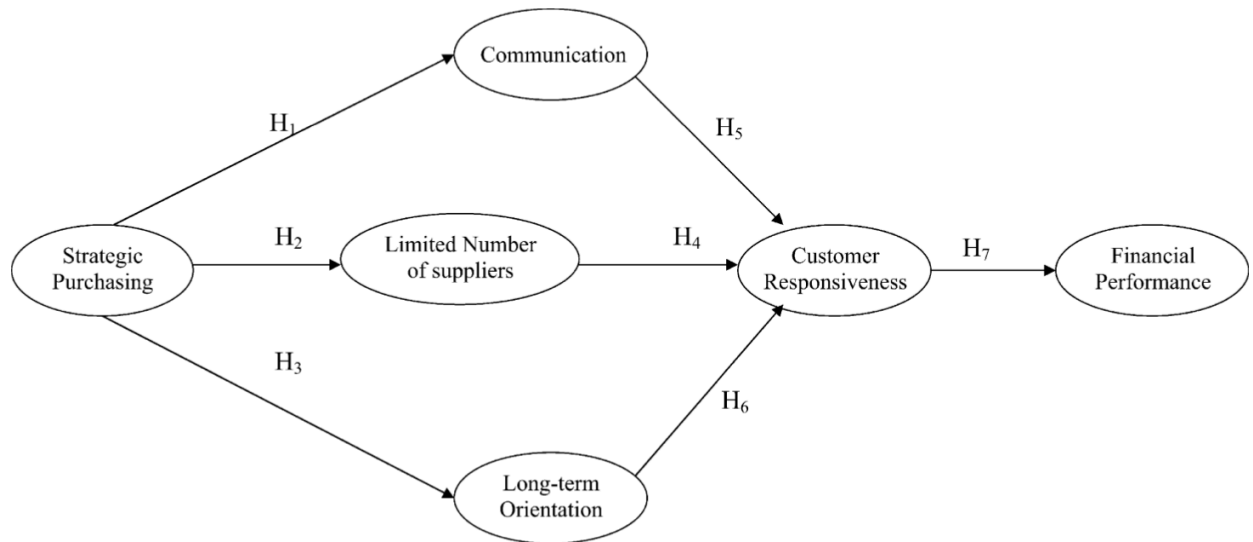 Communication
H₁
H₅
Strategic
Purchasing
H₂
Limited Number
of suppliers
H₄
Customer
Responsiveness
H₇
Financial
Performance
H₃
H₆
Long-term
Orientation